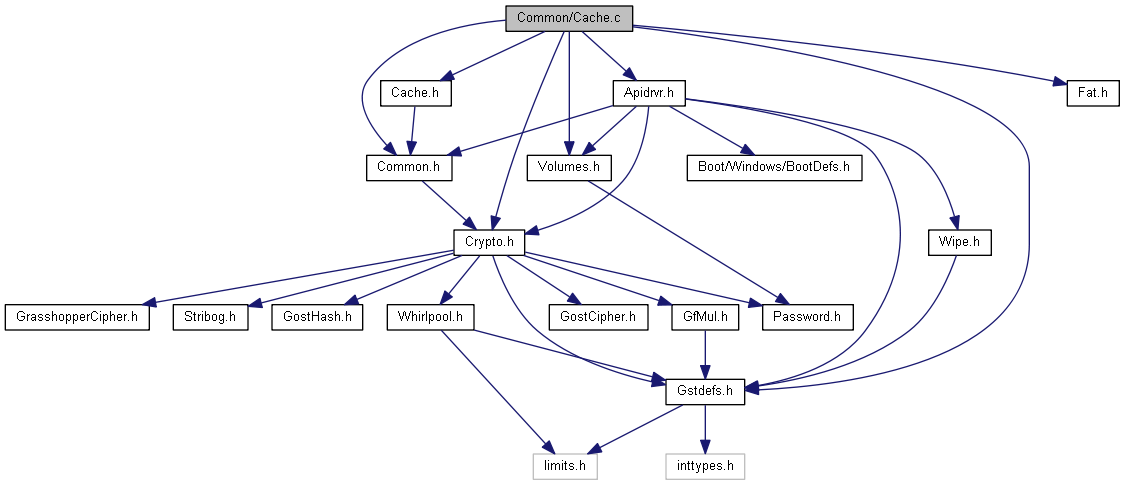 Common/Cache.c
Cache.h
Apidrvr.h
Fat.h
Common.h
Volumes.h
Boot/Windows/BootDefs.h
Crypto.h
Wipe.h
GrasshopperCipher.h
Stribog.h
GostHash.h
Whirlpool.h
GostCipher.h
GfMul.h
Password.h
Gstdefs.h
limits.h
inttypes.h